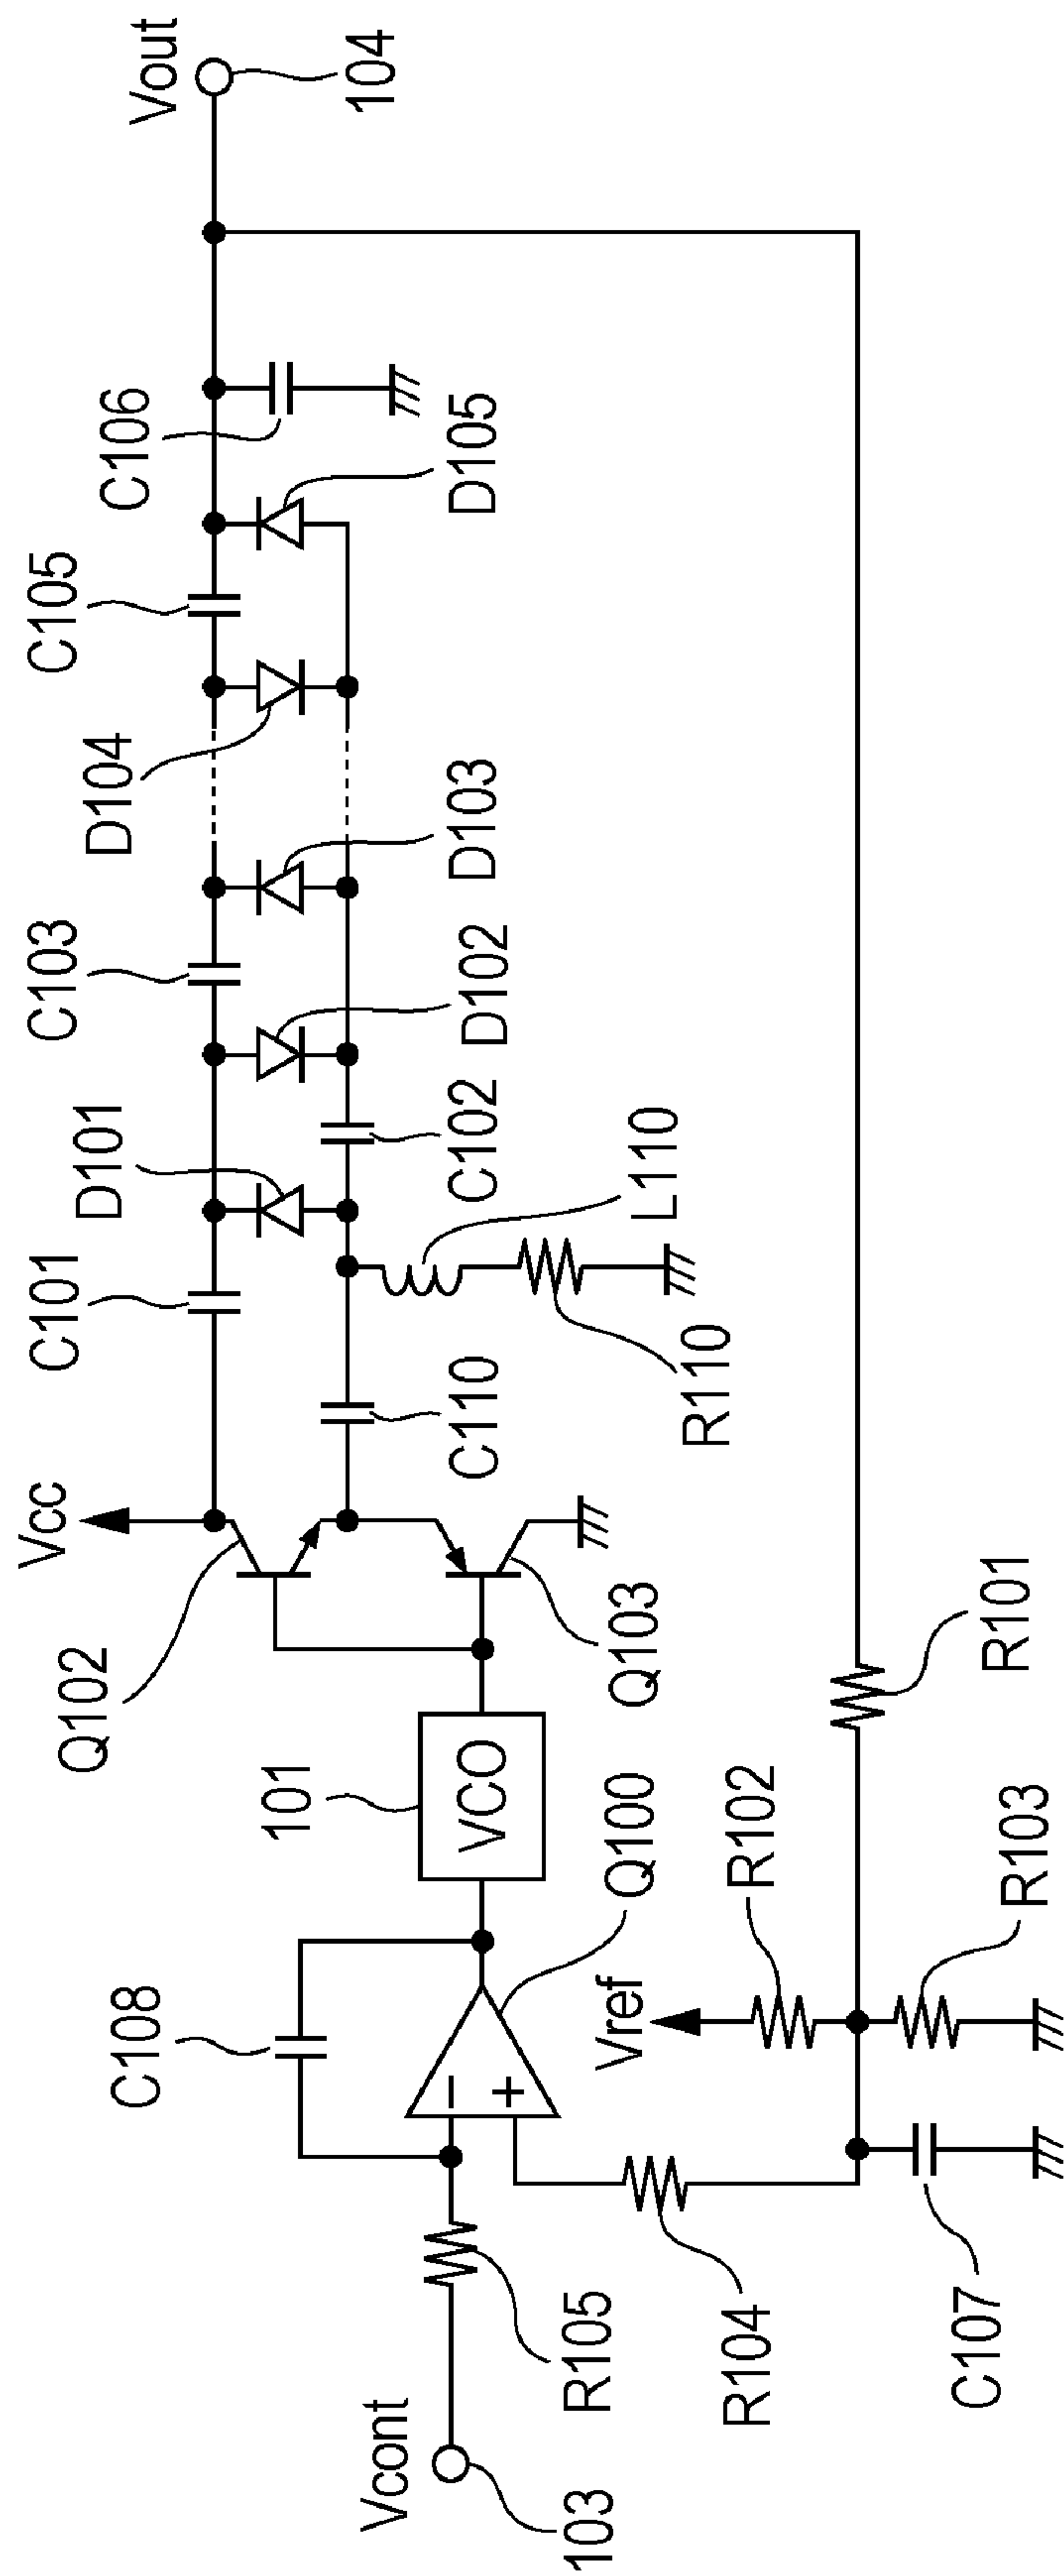 Vout
104
C106
D105
C105
D104
D103
C103
D102
D101
C102
L110
C101
C110
R110
Vcc
Q102
Q103
101
VCO
Q100
R101
R102
R103
Vref
C108
−
+
R105
R104
C107
Vcont
103